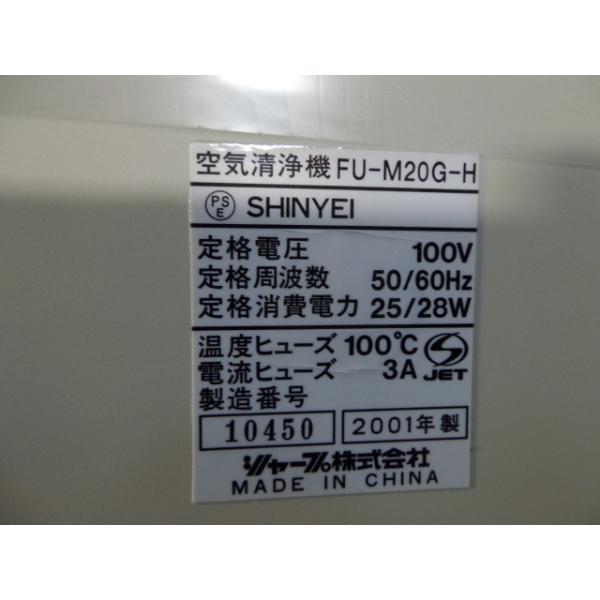 空気清浄機 FU-M20G-H
PSE SHINYEI
定格電圧 100V
定格周波数 50/60Hz
定格消費電力 25/28W
温度ヒューズ 100℃
電流ヒューズ 3A JET
製造番号
10450 2001年製
シャープ株式会社
MADE IN CHINA